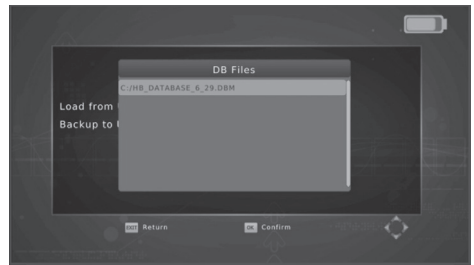 DB Files
C:/HB_DATABASE_6_29.DBM
Load from
Backup to
EXIT Return
OK Confirm